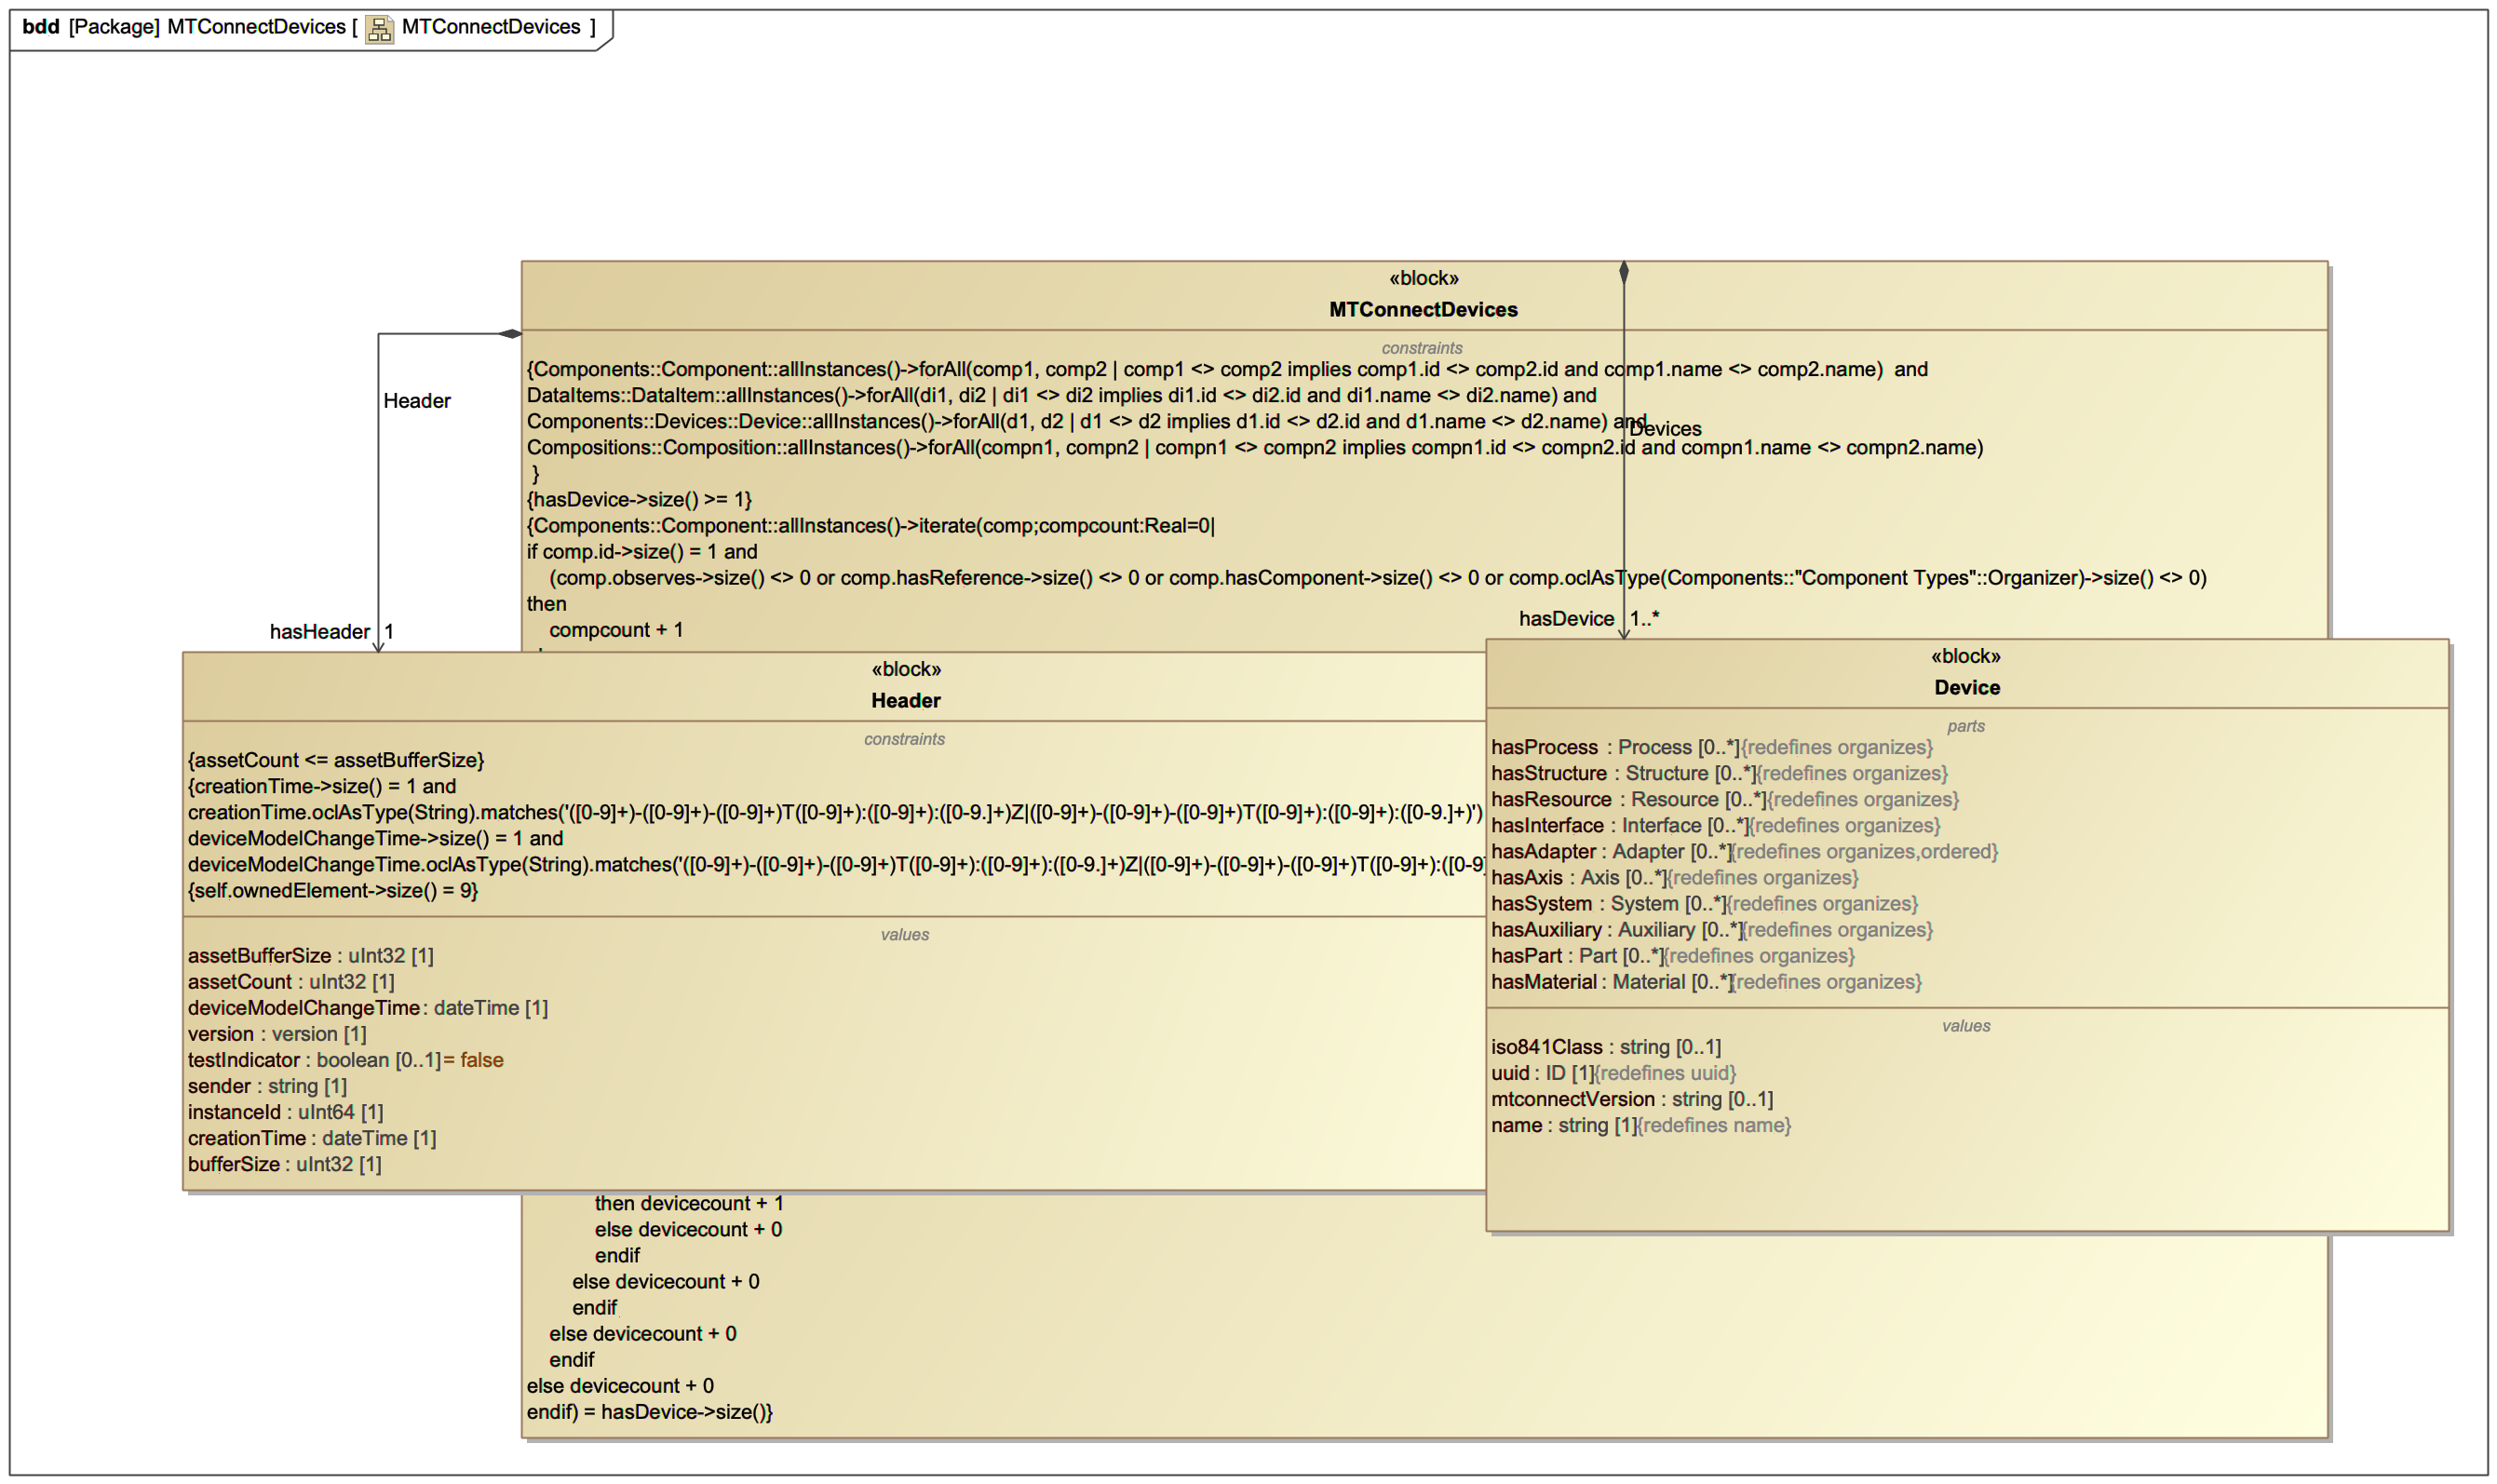 bdd [Package] MTConnectDevices [ MTConnectDevices ]
«block»
MTConnectDevices
constraints
{Components::Component::allInstances()->forAll(comp1, comp2 | comp1 <> comp2 implies comp1.id <> comp2.id and comp1.name <> comp2.name)  and
DataItems::DataItem::allInstances()->forAll(di1, di2 | di1 <> di2 implies di1.id <> di2.id and di1.name <> di2.name) and
Components::Devices::Device::allInstances()->forAll(d1, d2 | d1 <> d2 implies d1.id <> d2.id and d1.name <> d2.name) and
Compositions::Composition::allInstances()->forAll(compn1, compn2 | compn1 <> compn2 implies compn1.id <> compn2.id and compn1.name <> compn2.name)
}
{hasDevice->size() >= 1}
{Components::Component::allInstances()->iterate(comp;compcount:Real=0|
if comp.id->size() = 1 and
(comp.observes->size() <> 0 or comp.hasReference->size() <> 0 or comp.hasComponent->size() <> 0 or comp.oclAsType(Components::"Component Types"::Organizer)->size() <> 0)
then
compcount + 1
Header
hasHeader 1
Devices
hasDevice 1..*
«block»
Header
constraints
{assetCount <= assetBufferSize}
{creationTime->size() = 1 and
creationTime.oclAsType(String).matches('([0-9]+)-([0-9]+)-([0-9]+)T([0-9]+):([0-9]+):([0-9.]+)Z|([0-9]+)-([0-9]+)-([0-9]+)T([0-9]+):([0-9]+):([0-9.]+)')
deviceModelChangeTime->size() = 1 and
deviceModelChangeTime.oclAsType(String).matches('([0-9]+)-([0-9]+)-([0-9]+)T([0-9]+):([0-9]+):([0-9.]+)Z|([0-9]+)-([0-9]+)-([0-9]+)T([0-9]+):([0-9]
{self.ownedElement->size() = 9}
values
assetBufferSize : uInt32 [1]
assetCount : uInt32 [1]
deviceModelChangeTime : dateTime [1]
version : version [1]
testIndicator : boolean [0..1] = false
sender : string [1]
instanceId : uInt64 [1]
creationTime : dateTime [1]
bufferSize : uInt32 [1]
«block»
Device
parts
hasProcess : Process [0..*]{redefines organizes}
hasStructure : Structure [0..*]{redefines organizes}
hasResource : Resource [0..*]{redefines organizes}
hasInterface : Interface [0..*]{redefines organizes}
hasAdapter : Adapter [0..*]{redefines organizes,ordered}
hasAxis : Axis [0..*]{redefines organizes}
hasSystem : System [0..*]{redefines organizes}
hasAuxiliary : Auxiliary [0..*]{redefines organizes}
hasPart : Part [0..*]{redefines organizes}
hasMaterial : Material [0..*]{redefines organizes}
values
iso841Class : string [0..1]
uuid : ID [1]{redefines uuid}
mtconnectVersion : string [0..1]
name : string [1]{redefines name}
then devicecount + 1
else devicecount + 0
endif
else devicecount + 0
endif
else devicecount + 0
endif
else devicecount + 0
endif) = hasDevice->size()}